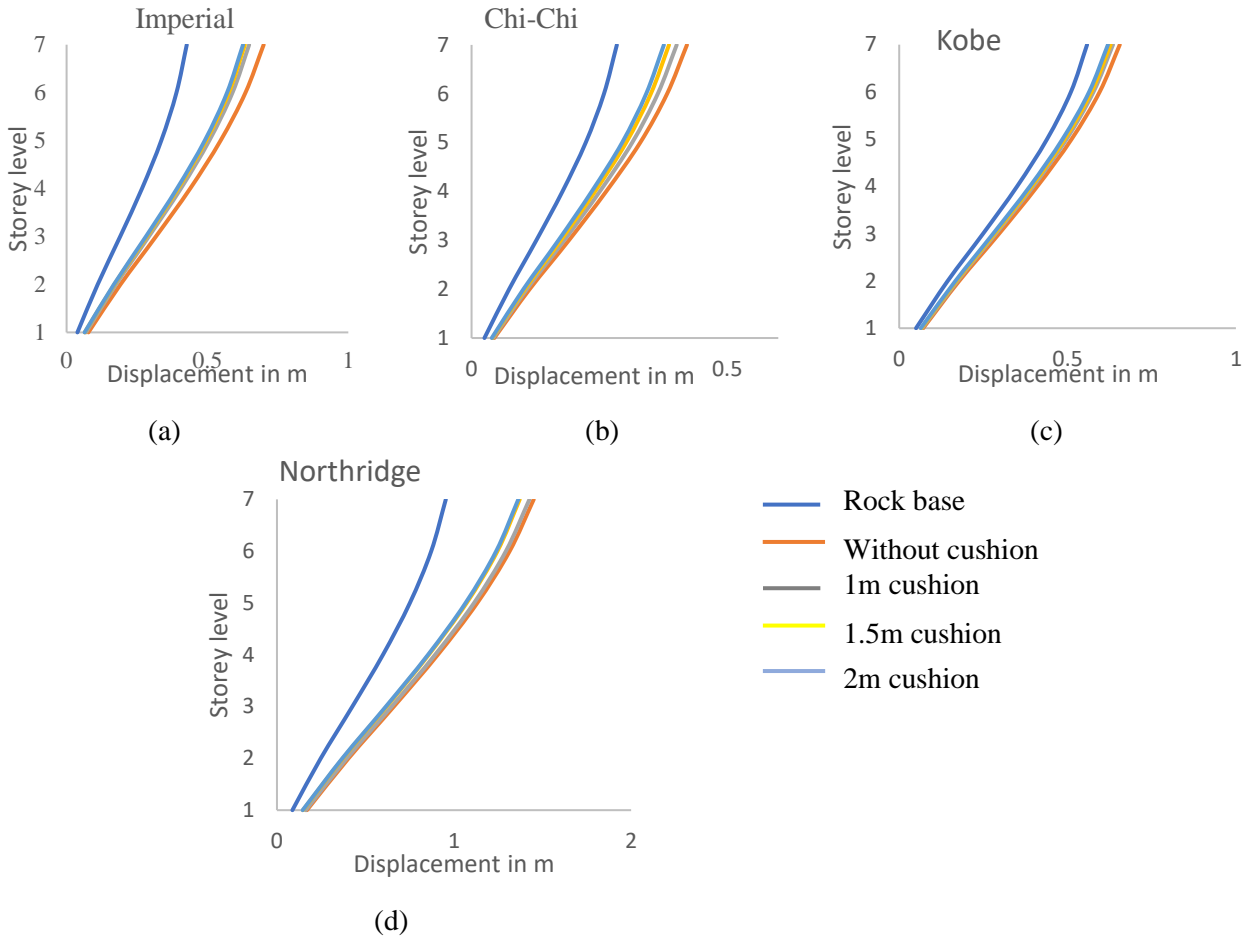 Imperial
7
6
5
4
3
2
1
Storey level
0
0.5
1
Displacement in m
(a)
Chi-Chi
7
6
5
4
3
2
1
Storey level
0
0.5
Displacement in m
(b)
Kobe
7
6
5
4
3
2
1
Storey level
0
0.5
1
Displacement in m
(c)
Northridge
7
6
5
4
3
2
1
Storey level
0
1
2
Displacement in m
(d)
Rock base
Without cushion
1m cushion
1.5m cushion
2m cushion